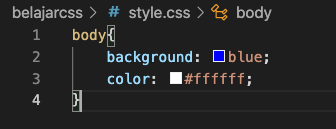 belajarcss > # style.css > body
1 body{
2 background: blue;
3 color: #ffffff;
4 }